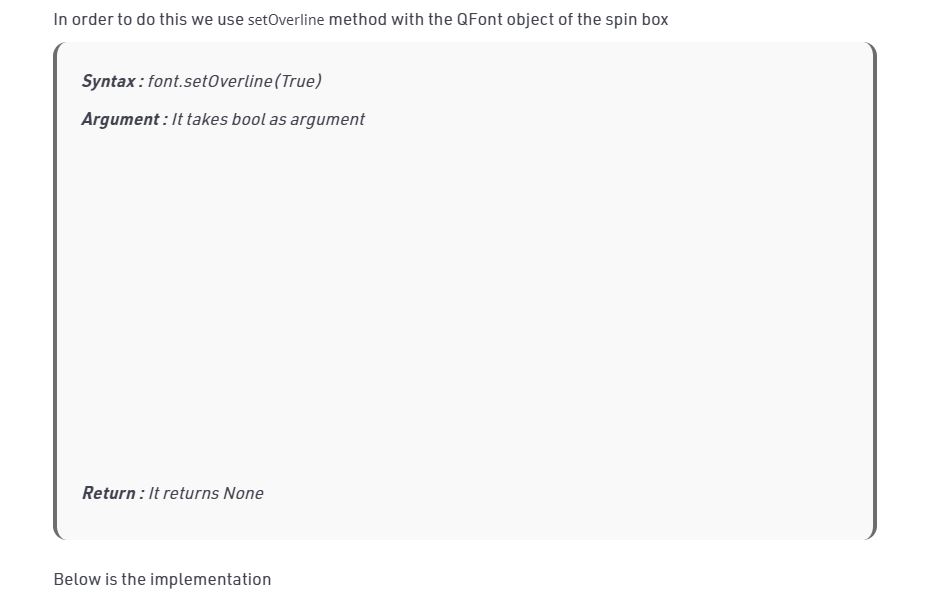 In order to do this we use setOverline method with the QFont object of the spin box
Syntax : font.setOverline(True)
Argument : It takes bool as argument
Return : It returns None
Below is the implementation